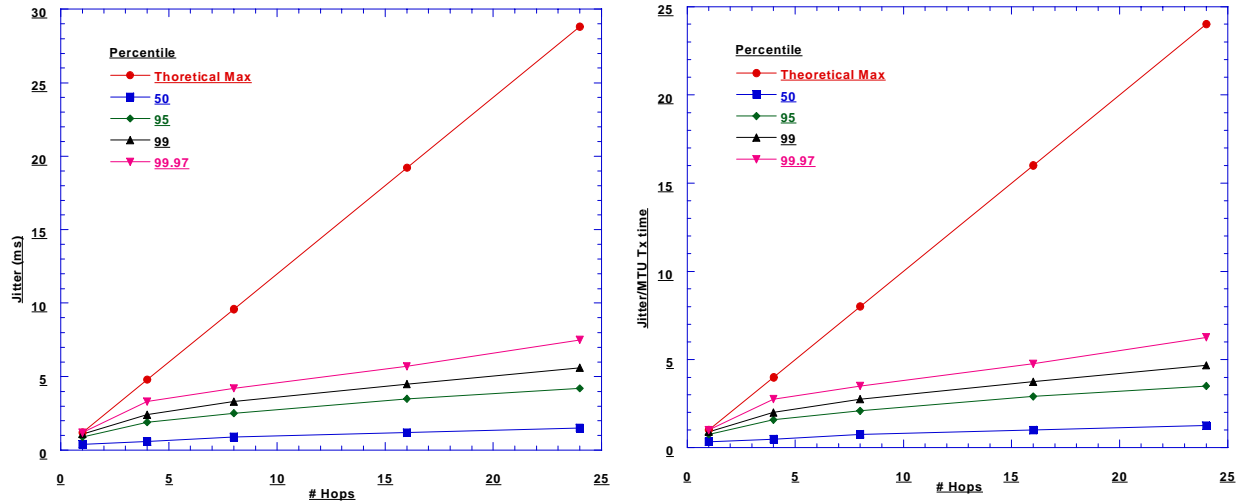 30
25
20
15
10
5
0
Jitter (ms)
Percentile
Thoretical Max
50
95
99
99.97
0 5 10 15 20 25
# Hops
25
20
15
10
5
0
Jitter/MTU Tx time
Percentile
Theoretical Max
50
95
99
99.97
0 5 10 15 20 25
# Hops